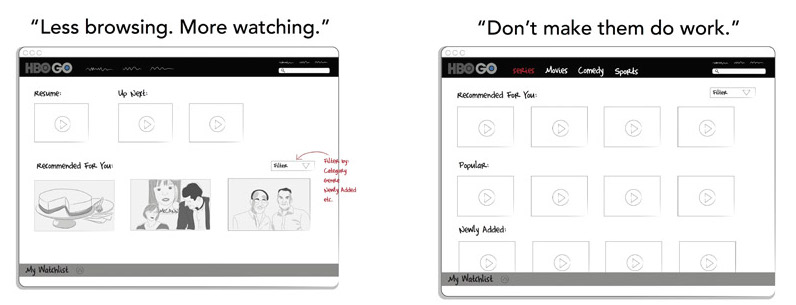 “Less browsing. More watching.”
HBO GO
Resume:
Up Next:
Recommended For You:
Filter
Filter by:
Category
Genre
Newly Added
etc.
My Watchlist
“Don’t make them do work.”
HBO GO
Series Movies Comedy Sports
Recommended For You:
Filter
Popular:
Newly Added:
My Watchlist